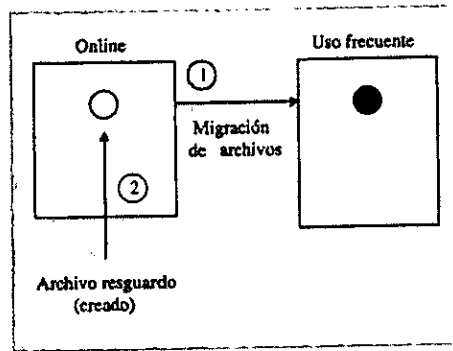 Online
Uso frecuente
1
Migración
de archivos
2
Archivo resguardo
(creado)